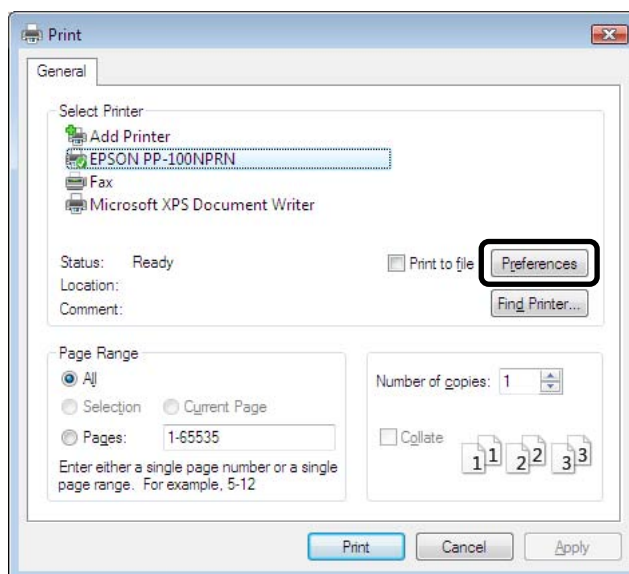 Print
General
Select Printer
Add Printer
EPSON PP-100NPRN
Fax
Microsoft XPS Document Writer
Status: Ready
Print to file
Preferences
Location:
Comment:
Find Printer...
Page Range
All
Selection Current Page
Pages: 1-65535
Enter either a single page number or a single
page range. For example, 5-12
Number of copies: 1
Collate
1 1 2 2 3 3
Print Cancel Apply